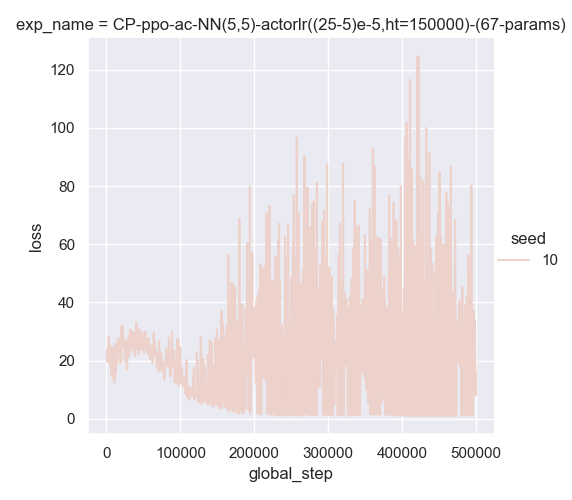 exp_name = CP-ppo-ac-NN(5,5)-actorlr((25-5)e-5,ht=150000)-(67-params)
120
100
80
60
40
20
0
loss
seed
10
0 100000 200000 300000 400000 500000
global_step